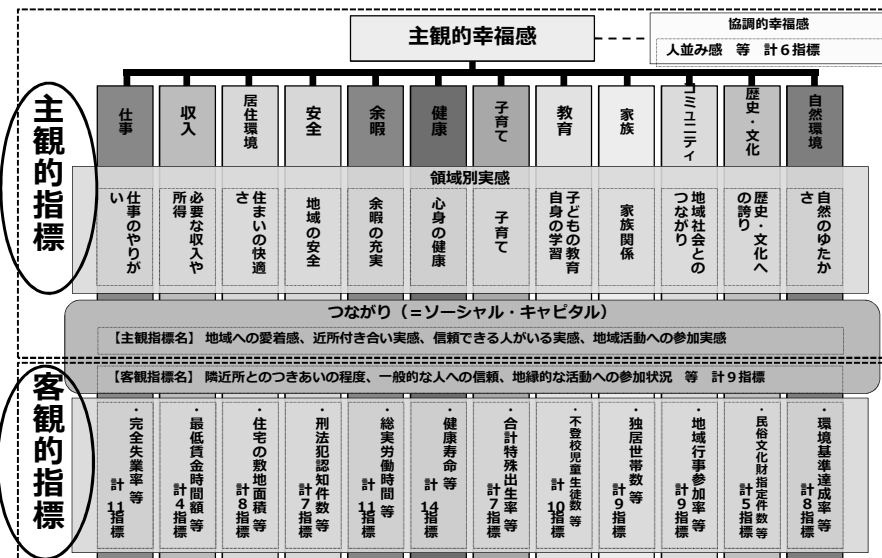 主観的幸福感
協調的幸福感
人並み感　等　計６指標
主観的指標
仕事
収入
居住環境
安全
余暇
健康
子育て
教育
家族
コミュニティ
歴史・文化
自然環境
領域別実感
仕事のやりが
い
必要な収入や
所得
住まいの快適
さ
地域の安全
余暇の充実
心身の健康
子育て
子どもの教育
自身の学習
家族関係
地域社会との
つながり
歴史・文化へ
の誇り
自然のゆたか
さ
つながり（＝ソーシャル・キャピタル）
【主観指標名】 地域への愛着感、近所付き合い実感、信頼できる人がいる実感、地域活動への参加実感
【客観指標名】 隣近所とのつきあいの程度、一般的な人への信頼、地縁的な活動への参加状況　等　計９指標
客観的指標
・完全失業率 等
計11指標
・最低賃金時間額 等
計4指標
・住宅の敷地面積 等
計8指標
・刑法犯認知件数 等
計7指標
・総実労働時間 等
計11指標
・健康寿命 等
計14指標
・合計特殊出生率 等
計7指標
・不登校児童生徒数 等
計10指標
・独居世帯数 等
計9指標
・地域行事参加率 等
計9指標
・民俗文化財指定件数 等
計5指標
・環境基準達成率 等
計8指標